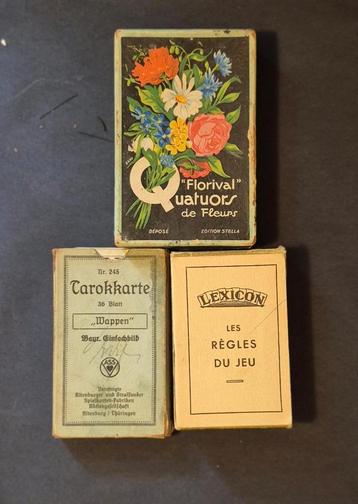 "Florival"
Quatuors
de Fleurs
DÉPOSÉ
EDITION STELLA
Nr. 245
Tarokkarte
36 Blatt
„Wappen"
Bayr. Einfachbild
ASS
Vereinigte
Altenburger und Stralsunder
Spielkarten-Fabriken
Aktiengesellschaft
Altenburg / Thüringen
LEXICON
LES
RÈGLES
DU JEU